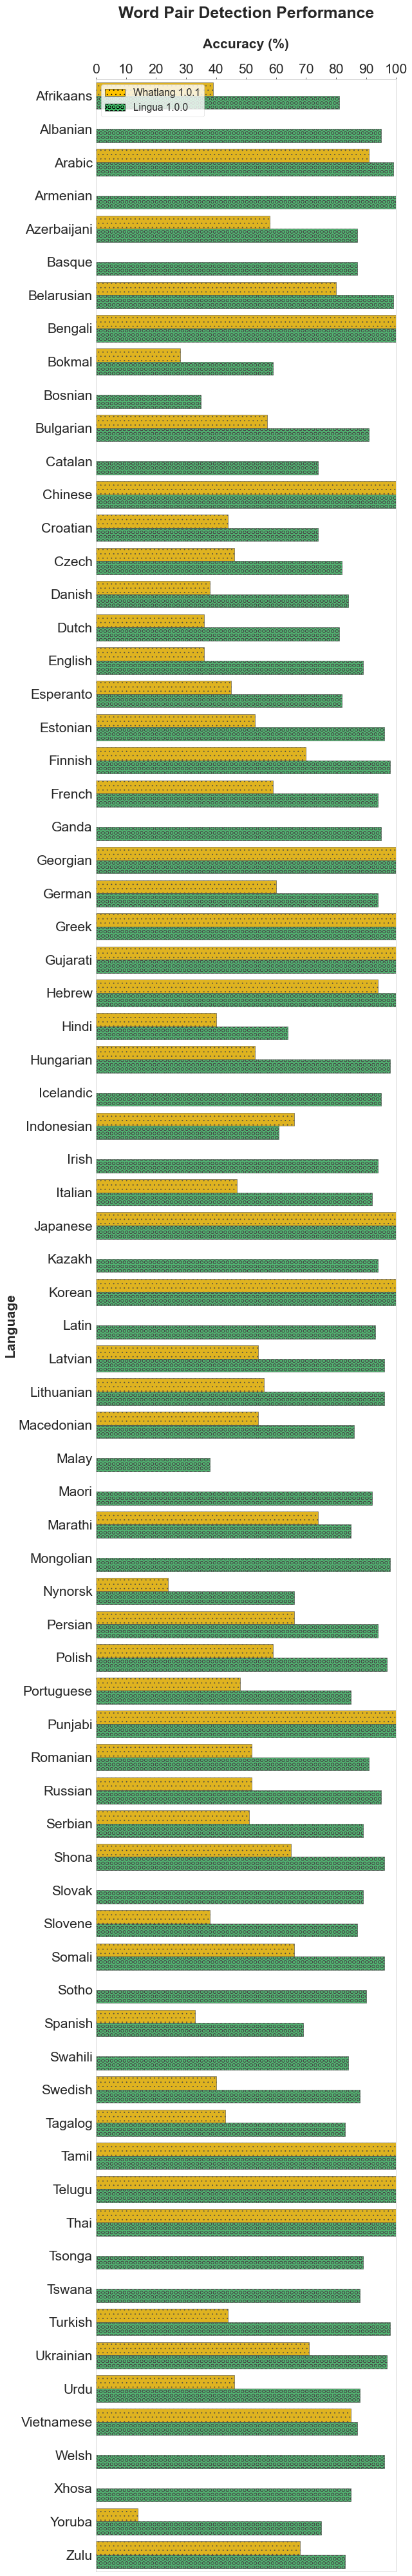 Word Pair Detection Performance
Accuracy (%)
0 10 20 30 40 50 60 70 80 90 100
Whatlang 1.0.1
Lingua 1.0.0
Language
Afrikaans
Albanian
Arabic
Armenian
Azerbaijani
Basque
Belarusian
Bengali
Bokmal
Bosnian
Bulgarian
Catalan
Chinese
Croatian
Czech
Danish
Dutch
English
Esperanto
Estonian
Finnish
French
Ganda
Georgian
German
Greek
Gujarati
Hebrew
Hindi
Hungarian
Icelandic
Indonesian
Irish
Italian
Japanese
Kazakh
Korean
Latin
Latvian
Lithuanian
Macedonian
Malay
Maori
Marathi
Mongolian
Nynorsk
Persian
Polish
Portuguese
Punjabi
Romanian
Russian
Serbian
Shona
Slovak
Slovene
Somali
Sotho
Spanish
Swahili
Swedish
Tagalog
Tamil
Telugu
Thai
Tsonga
Tswana
Turkish
Ukrainian
Urdu
Vietnamese
Welsh
Xhosa
Yoruba
Zulu